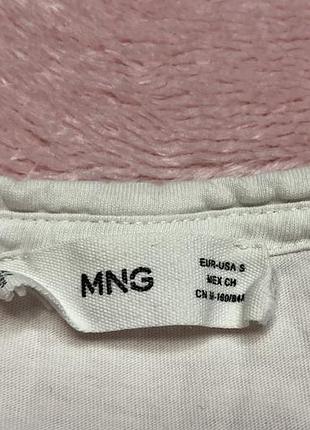 MNG
EUR-USA S
MEX CH
CN M-160/84A